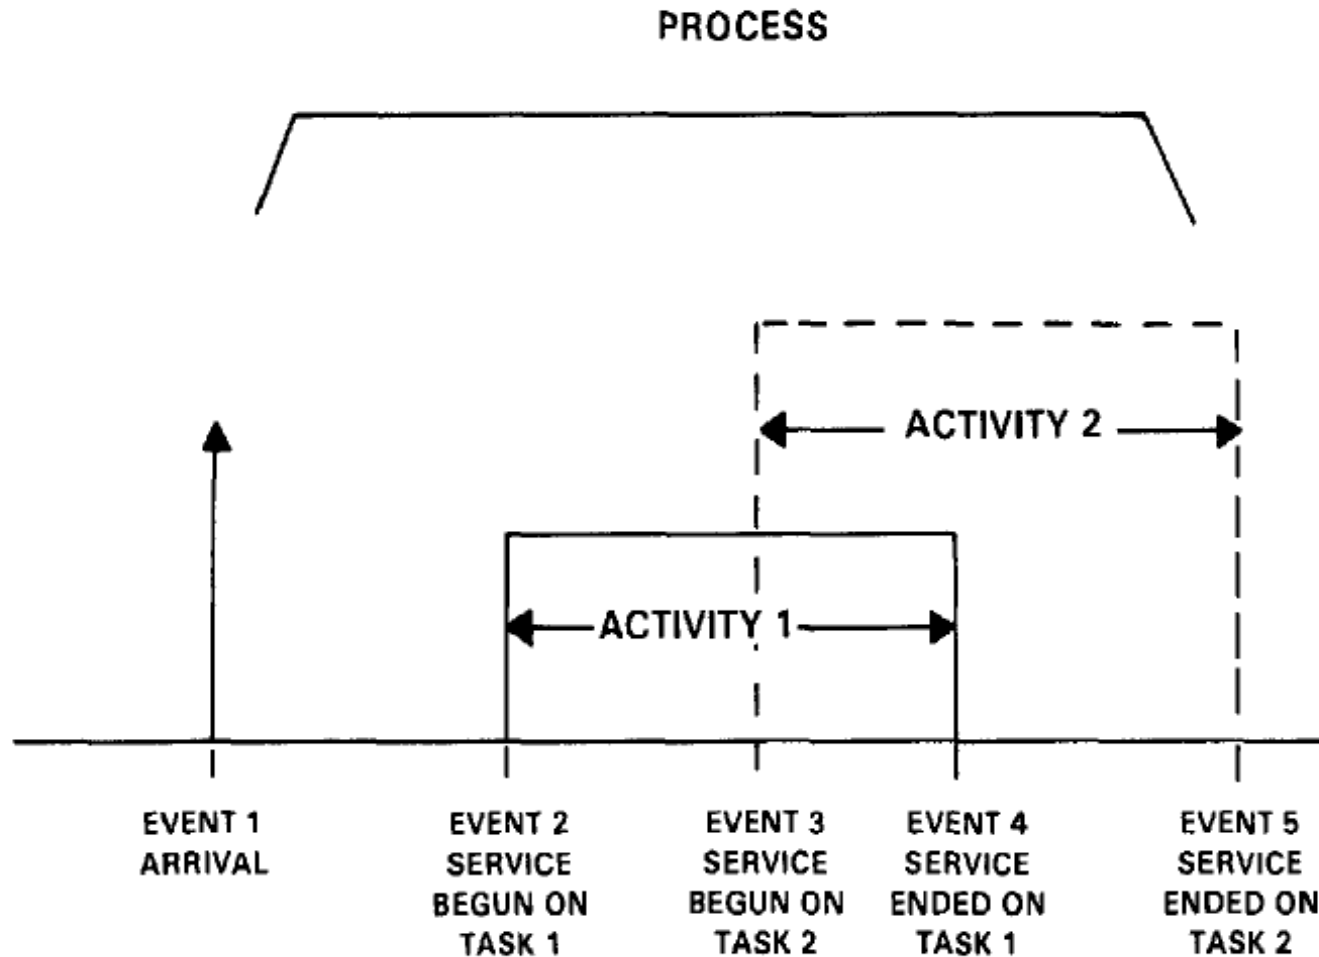 PROCESS
ACTIVITY 2
ACTIVITY 1
EVENT 1
ARRIVAL
EVENT 2
SERVICE
BEGUN ON
TASK 1
EVENT 3
SERVICE
BEGUN ON
TASK 2
EVENT 4
SERVICE
ENDED ON
TASK 1
EVENT 5
SERVICE
ENDED ON
TASK 2